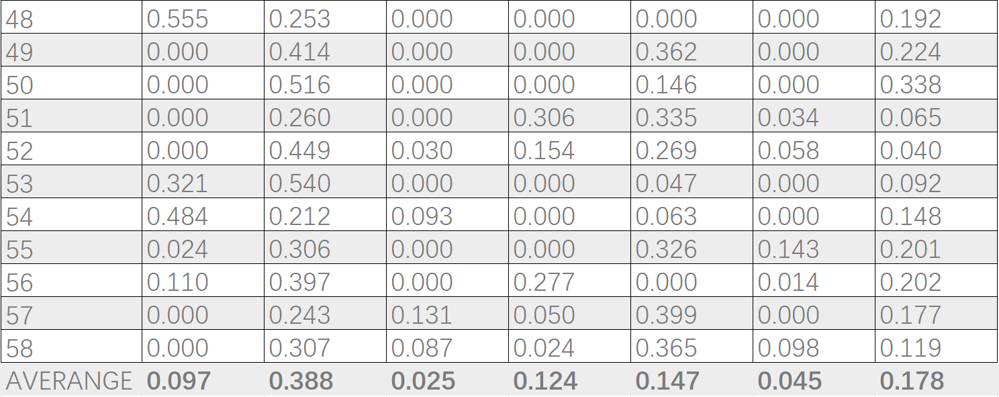 48 0.555 0.253 0.000 0.000 0.000 0.000 0.192
49 0.000 0.414 0.000 0.000 0.362 0.000 0.224
50 0.000 0.516 0.000 0.000 0.146 0.000 0.338
51 0.000 0.260 0.000 0.306 0.335 0.034 0.065
52 0.000 0.449 0.030 0.154 0.269 0.058 0.040
53 0.321 0.540 0.000 0.000 0.047 0.000 0.092
54 0.484 0.212 0.093 0.000 0.063 0.000 0.148
55 0.024 0.306 0.000 0.000 0.326 0.143 0.201
56 0.110 0.397 0.000 0.277 0.000 0.014 0.202
57 0.000 0.243 0.131 0.050 0.399 0.000 0.177
58 0.000 0.307 0.087 0.024 0.365 0.098 0.119
AVERANGE 0.097 0.388 0.025 0.124 0.147 0.045 0.178